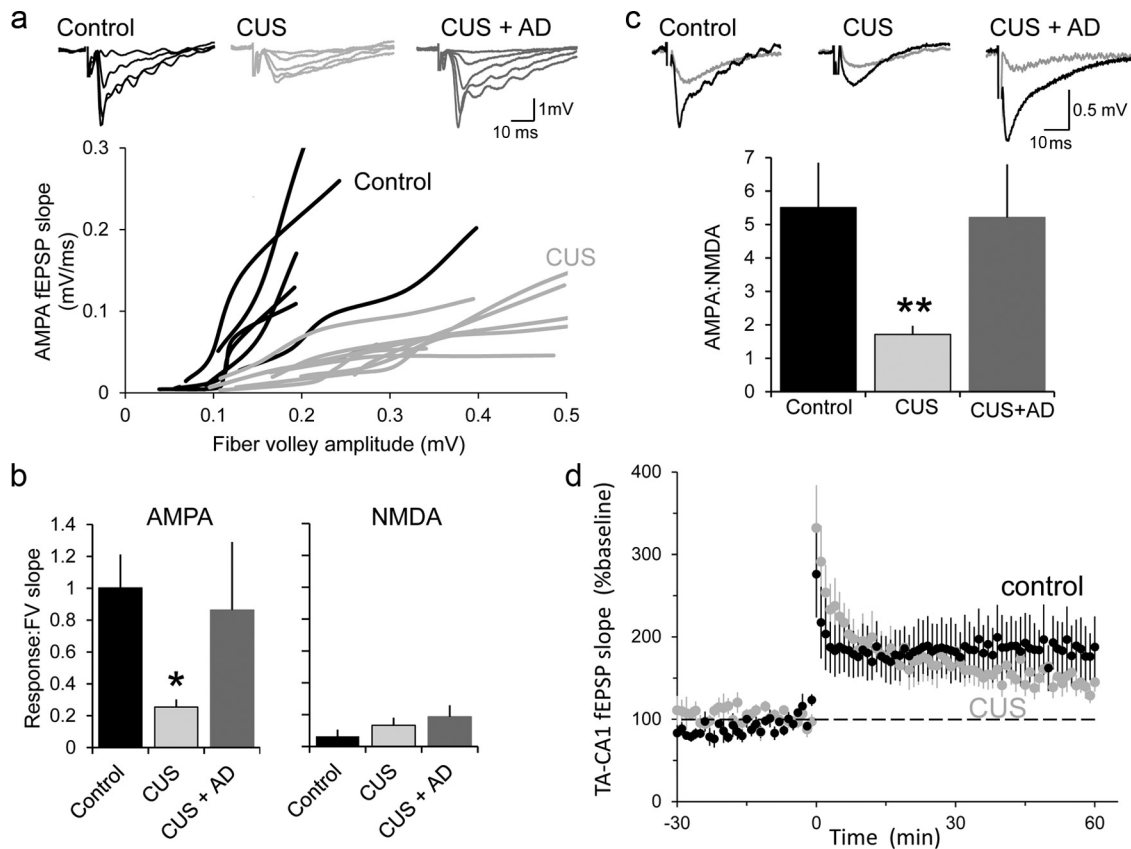 a
Control CUS CUS + AD
1mV
10 ms
0.3
0.2
0.1
0
AMPA fEPSP slope
(mV/ms)
Control
CUS
0 0.1 0.2 0.3 0.4 0.5
Fiber volley amplitude (mV)
b
AMPA NMDA
1.4
1.2
1
0.8
0.6
0.4
0.2
0
Response:FV slope
*
Control CUS CUS + AD Control CUS CUS + AD
c
Control CUS CUS + AD
0.5 mV
10ms
7
6
5
4
3
2
1
0
AMPA:NMDA
**
Control CUS CUS+AD
d
400
350
300
250
200
150
100
50
0
TA-CA1 fEPSP slope (%baseline)
control
CUS
-30 0 30 60
Time (min)